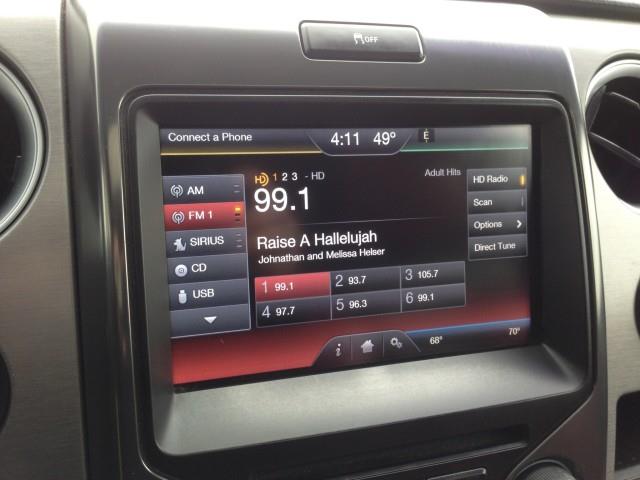 OFF
Connect a Phone
4:11 49°
E
HD 1 2 3 - HD
Adult Hits
99.1
AM
FM 1
SIRIUS
CD
USB
Raise A Hallelujah
Johnathan and Melissa Helser
1 99.1 2 93.7 3 105.7
4 97.7 5 96.3 6 99.1
HD Radio
Scan
Options
Direct Tune
i
68° 70°